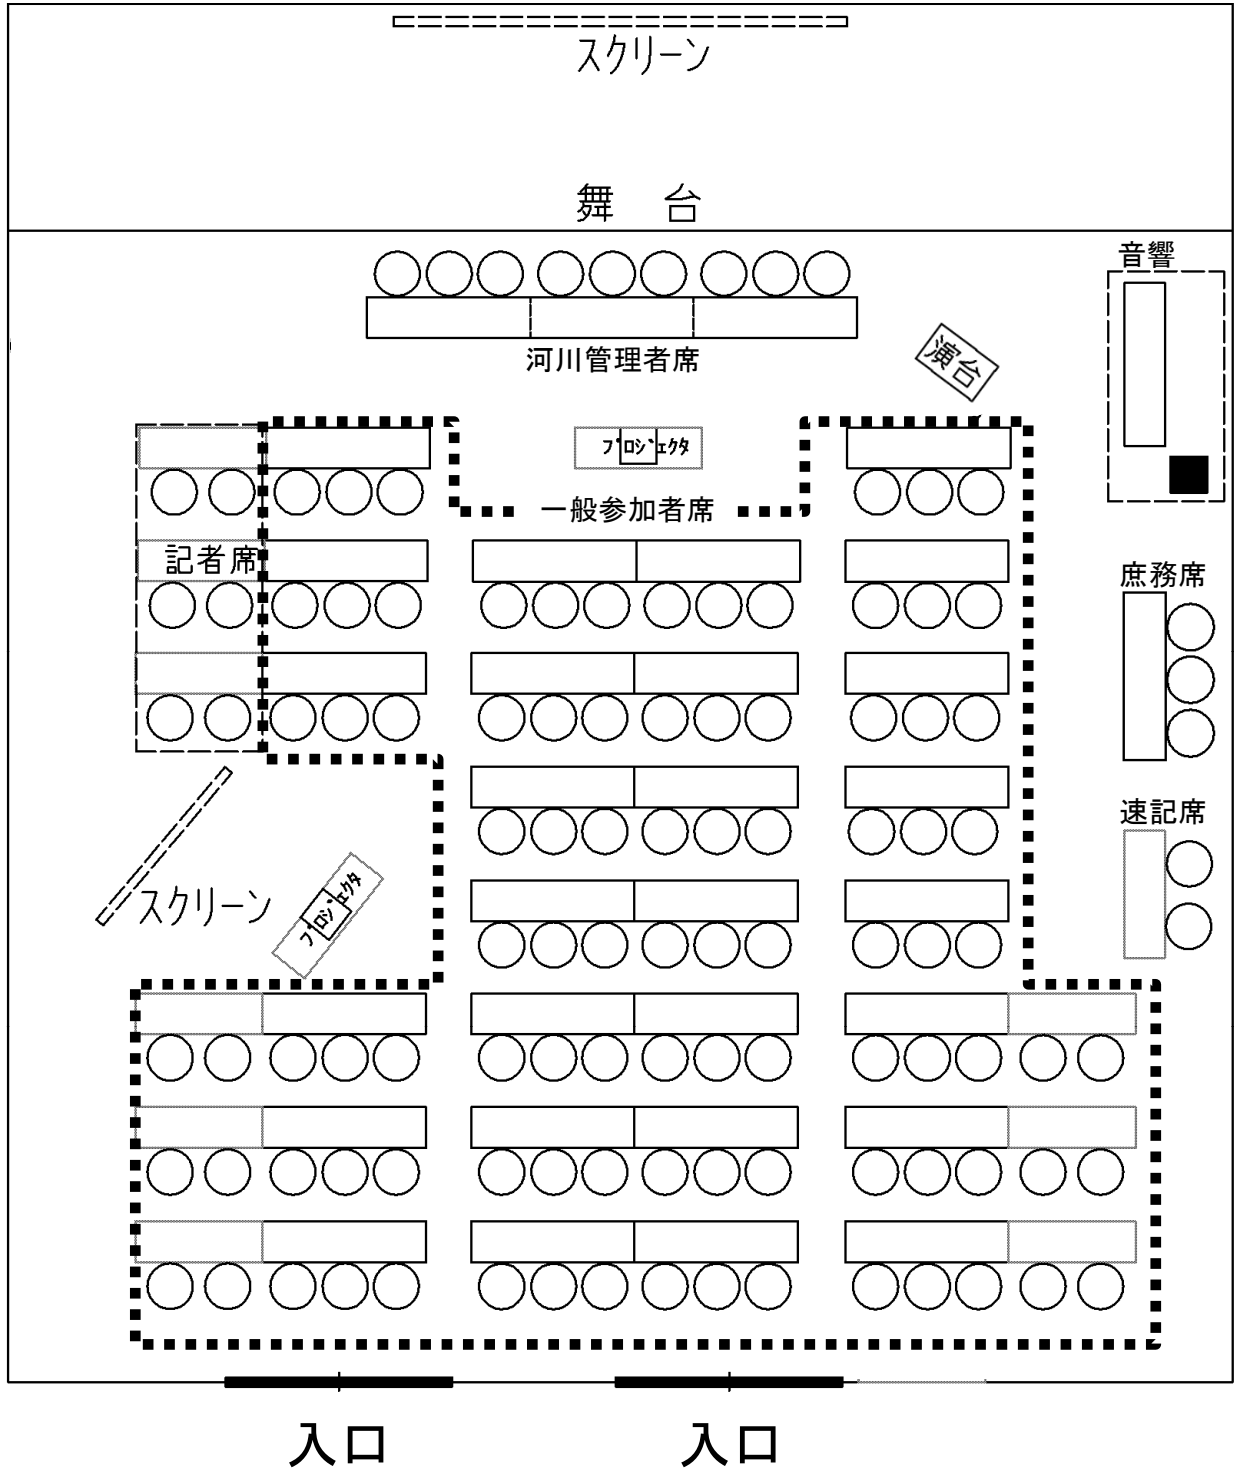 スクリーン
舞 台
音響
河川管理者席
演台
プロジェクタ
一般参加者席
記者席
庶務席
速記席
スクリーン
プロジェクタ
入口
入口